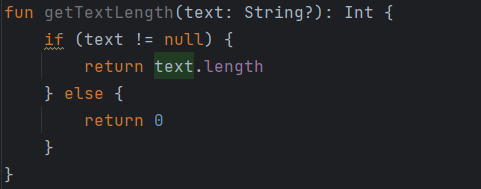 fun getTextLength(text: String?): Int {
    if (text != null) {
        return text.length
    } else {
        return 0
    }
}